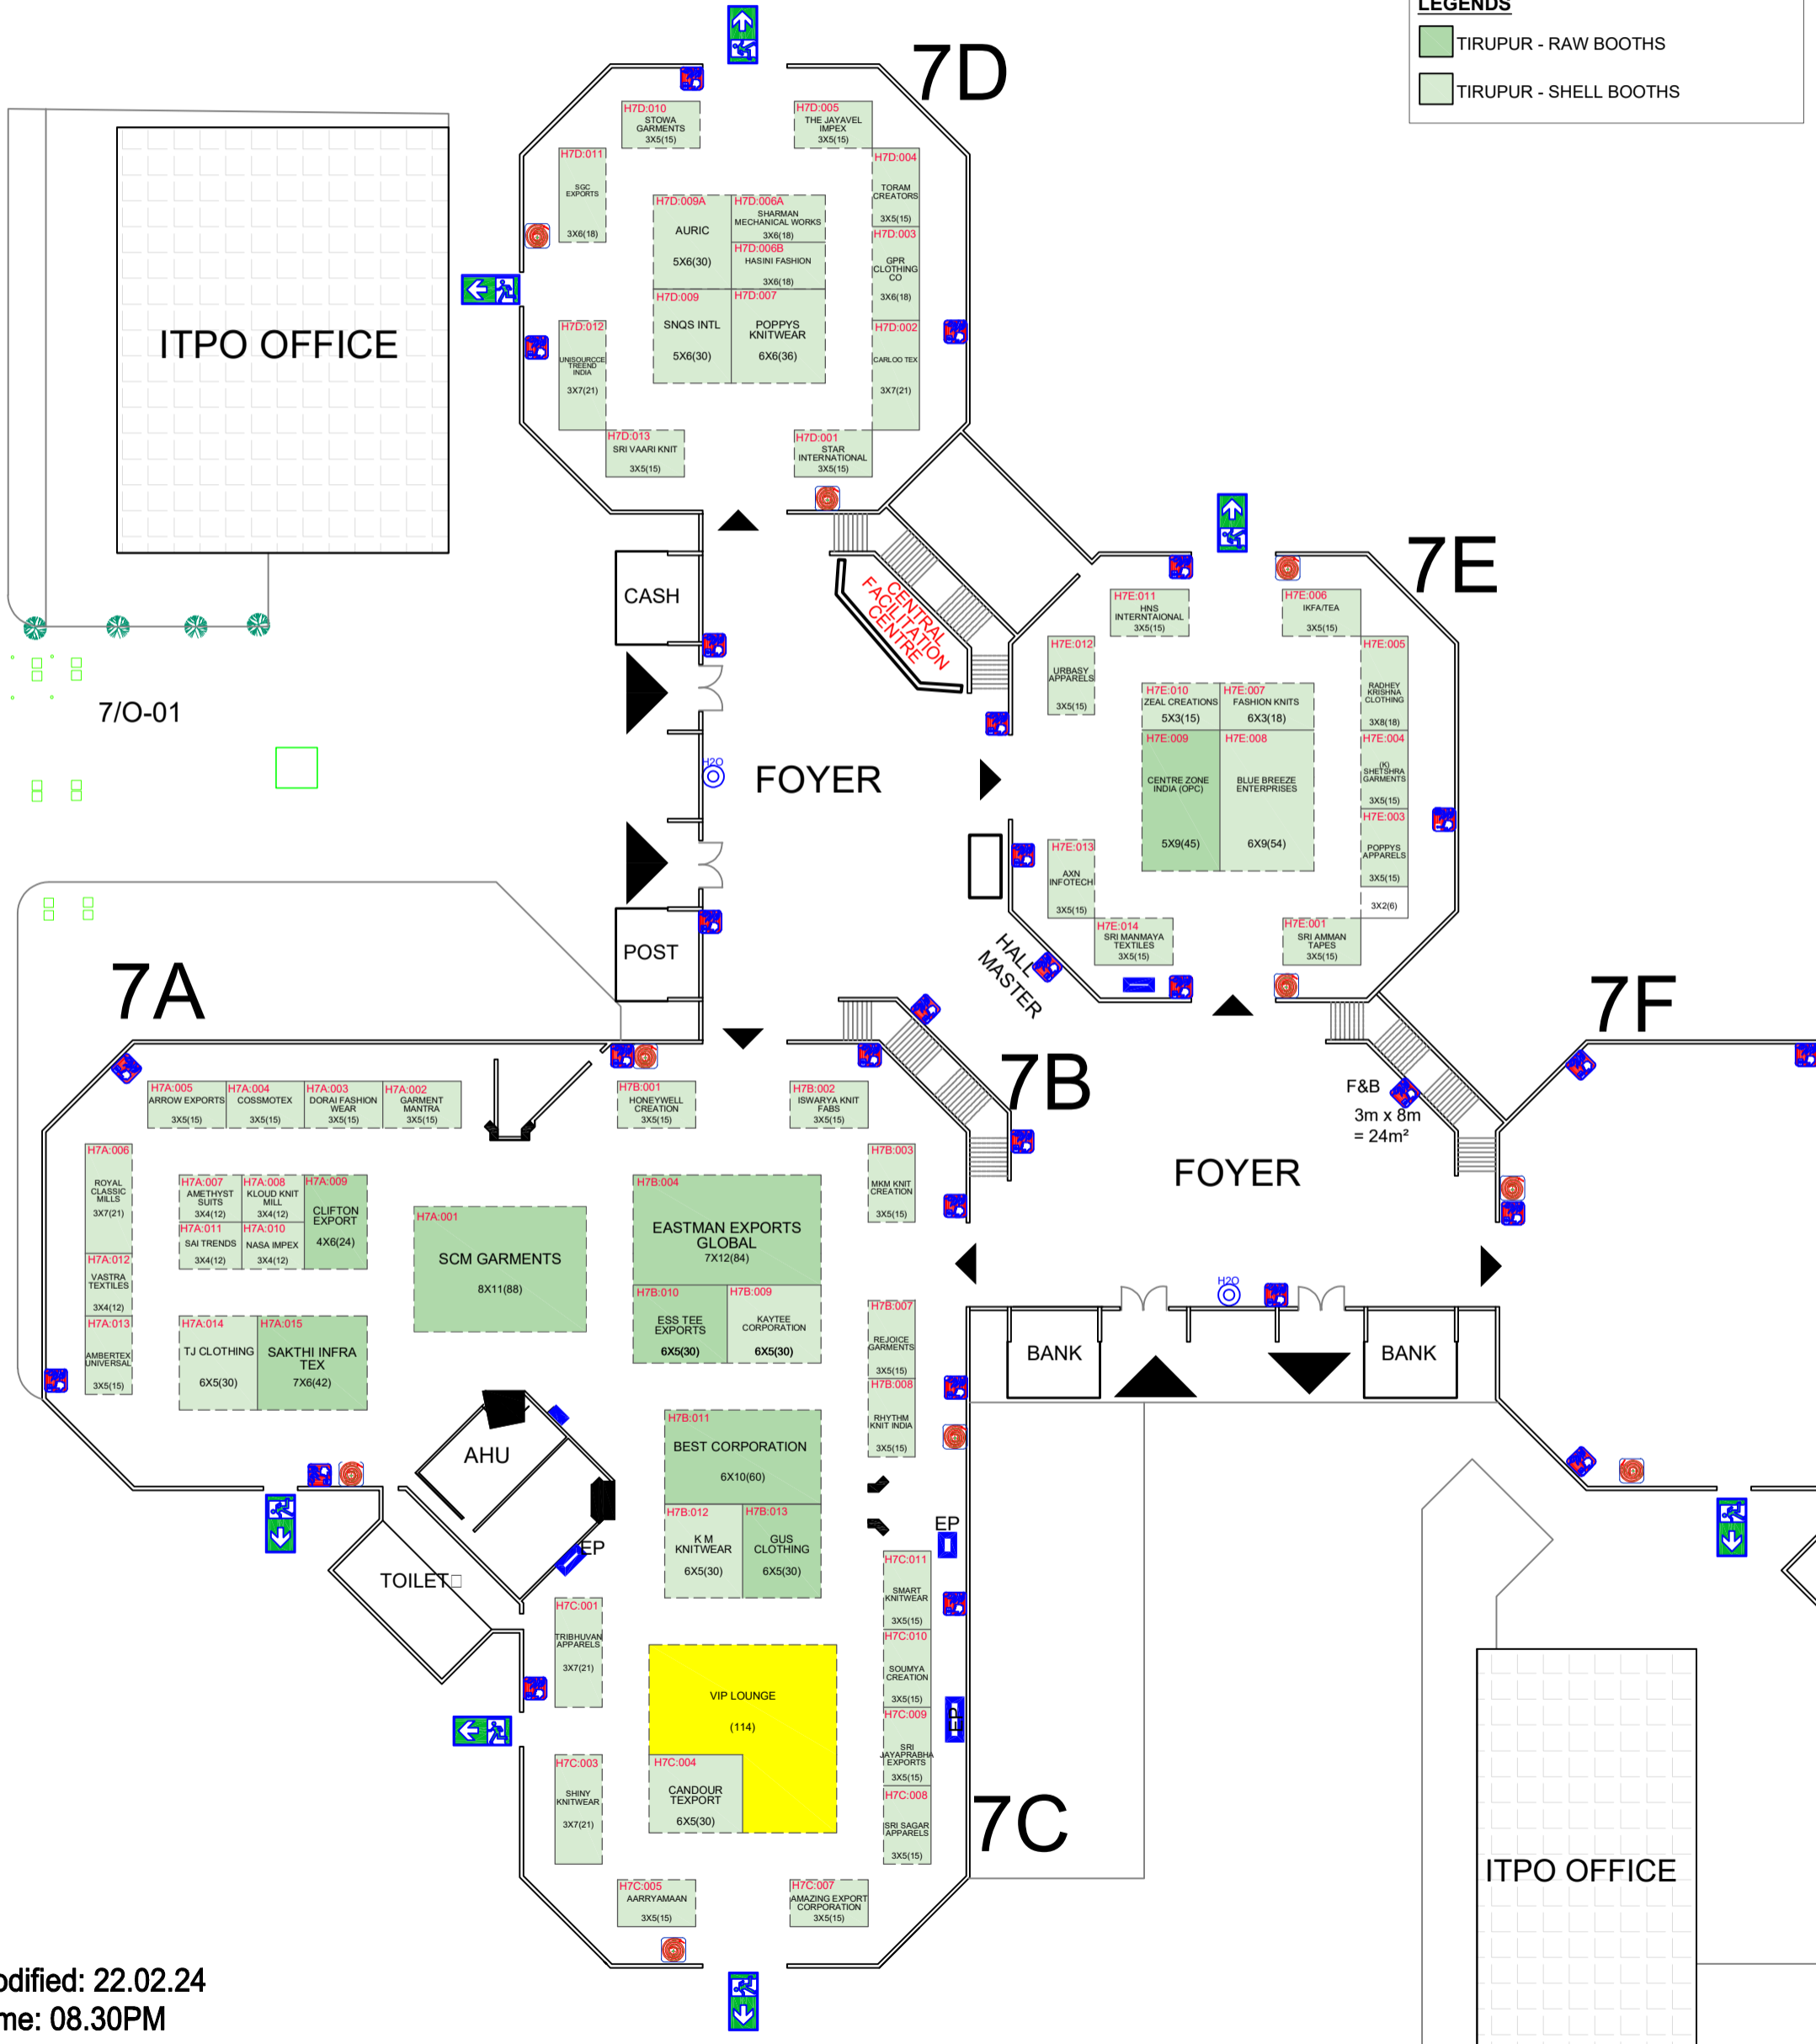 LEGENDS
TIRUPUR - RAW BOOTHS
TIRUPUR - SHELL BOOTHS
7D
H7D:010
STOWA
GARMENTS
3X5(15)
H7D:005
THE JAYAVEL
IMPEX
3X5(15)
H7D:011
SGC
EXPORTS
3X6(18)
H7D:004
TORAM
CREATORS
3X5(15)
H7D:009A
AURIC
5X6(30)
H7D:006A
SHARMAN
MECHANICAL WORKS
3X6(18)
H7D:006B
HASINI FASHION
3X6(18)
H7D:003
GPR
CLOTHING
CO
3X6(18)
H7D:009
SNQS INTL
5X6(30)
H7D:007
POPPYS
KNITWEAR
6X6(36)
H7D:012
UNISOURCCE
TREEND
INDIA
3X7(21)
H7D:002
CARLOO TEX
3X7(21)
H7D:013
SRI VAARI KNIT
3X5(15)
H7D:001
STAR
INTERNATIONAL
3X5(15)
ITPO OFFICE
7/O-01
CASH
CENTRAL
FACILITATION
CENTRE
H2O
FOYER
POST
HALL
MASTER
7E
H7E:011
HNS
INTERNTAIONAL
3X5(15)
H7E:006
IKFA/TEA
3X5(15)
H7E:012
URBASY
APPARELS
3X5(15)
H7E:005
RADHEY
KRISHNA
CLOTHING
3X8(18)
H7E:010
ZEAL CREATIONS
5X3(15)
H7E:007
FASHION KNITS
6X3(18)
H7E:009
CENTRE ZONE
INDIA (OPC)
5X9(45)
H7E:008
BLUE BREEZE
ENTERPRISES
6X9(54)
H7E:004
(K)
SHETSHRA
GARMENTS
3X5(15)
H7E:003
POPPYS
APPARELS
3X5(15)
3X2(6)
H7E:013
AXN
INFOTECH
3X5(15)
H7E:014
SRI MANMAYA
TEXTILES
3X5(15)
H7E:001
SRI AMMAN
TAPES
3X5(15)
7F
F&B
3m x 8m
= 24m²
FOYER
H2O
BANK
BANK
7A
H7A:005
ARROW EXPORTS
3X5(15)
H7A:004
COSSMOTEX
3X5(15)
H7A:003
DORAI FASHION
WEAR
3X5(15)
H7A:002
GARMENT
MANTRA
3X5(15)
H7A:006
ROYAL
CLASSIC
MILLS
3X7(21)
H7A:007
AMETHYST
SUITS
3X4(12)
H7A:008
KLOUD KNIT
MILL
3X4(12)
H7A:009
CLIFTON
EXPORT
4X6(24)
H7A:011
SAI TRENDS
3X4(12)
H7A:010
NASA IMPEX
3X4(12)
H7A:001
SCM GARMENTS
8X11(88)
H7A:012
VASTRA
TEXTILES
3X4(12)
H7A:013
AMBERTEX
UNIVERSAL
3X5(15)
H7A:014
TJ CLOTHING
6X5(30)
H7A:015
SAKTHI INFRA
TEX
7X6(42)
AHU
TOILET
EP
7B
H7B:001
HONEYWELL
CREATION
3X5(15)
H7B:002
ISWARYA KNIT
FABS
3X5(15)
H7B:003
MKM KNIT
CREATION
3X5(15)
H7B:004
EASTMAN EXPORTS
GLOBAL
7X12(84)
H7B:010
ESS TEE
EXPORTS
6X5(30)
H7B:009
KAYTEE
CORPORATION
6X5(30)
H7B:007
REJOICE
GARMENTS
3X5(15)
H7B:008
RHYTHM
KNIT INDIA
3X5(15)
H7B:011
BEST CORPORATION
6X10(60)
H7B:012
K M
KNITWEAR
6X5(30)
H7B:013
GUS
CLOTHING
6X5(30)
EP
7C
H7C:011
SMART
KNITWEAR
3X5(15)
H7C:001
TRIBHUVAN
APPARELS
3X7(21)
H7C:010
SOUMYA
CREATION
3X5(15)
VIP LOUNGE
(114)
H7C:009
SRI
JAYAPRABHA
EXPORTS
3X5(15)
EP
H7C:003
SHINY
KNITWEAR
3X7(21)
H7C:004
CANDOUR
TEXPORT
6X5(30)
H7C:008
SRI SAGAR
APPARELS
3X5(15)
H7C:005
AARRYAMAAN
3X5(15)
H7C:007
AMAZING EXPORT
CORPORATION
3X5(15)
ITPO OFFICE
odified: 22.02.24
me: 08.30PM